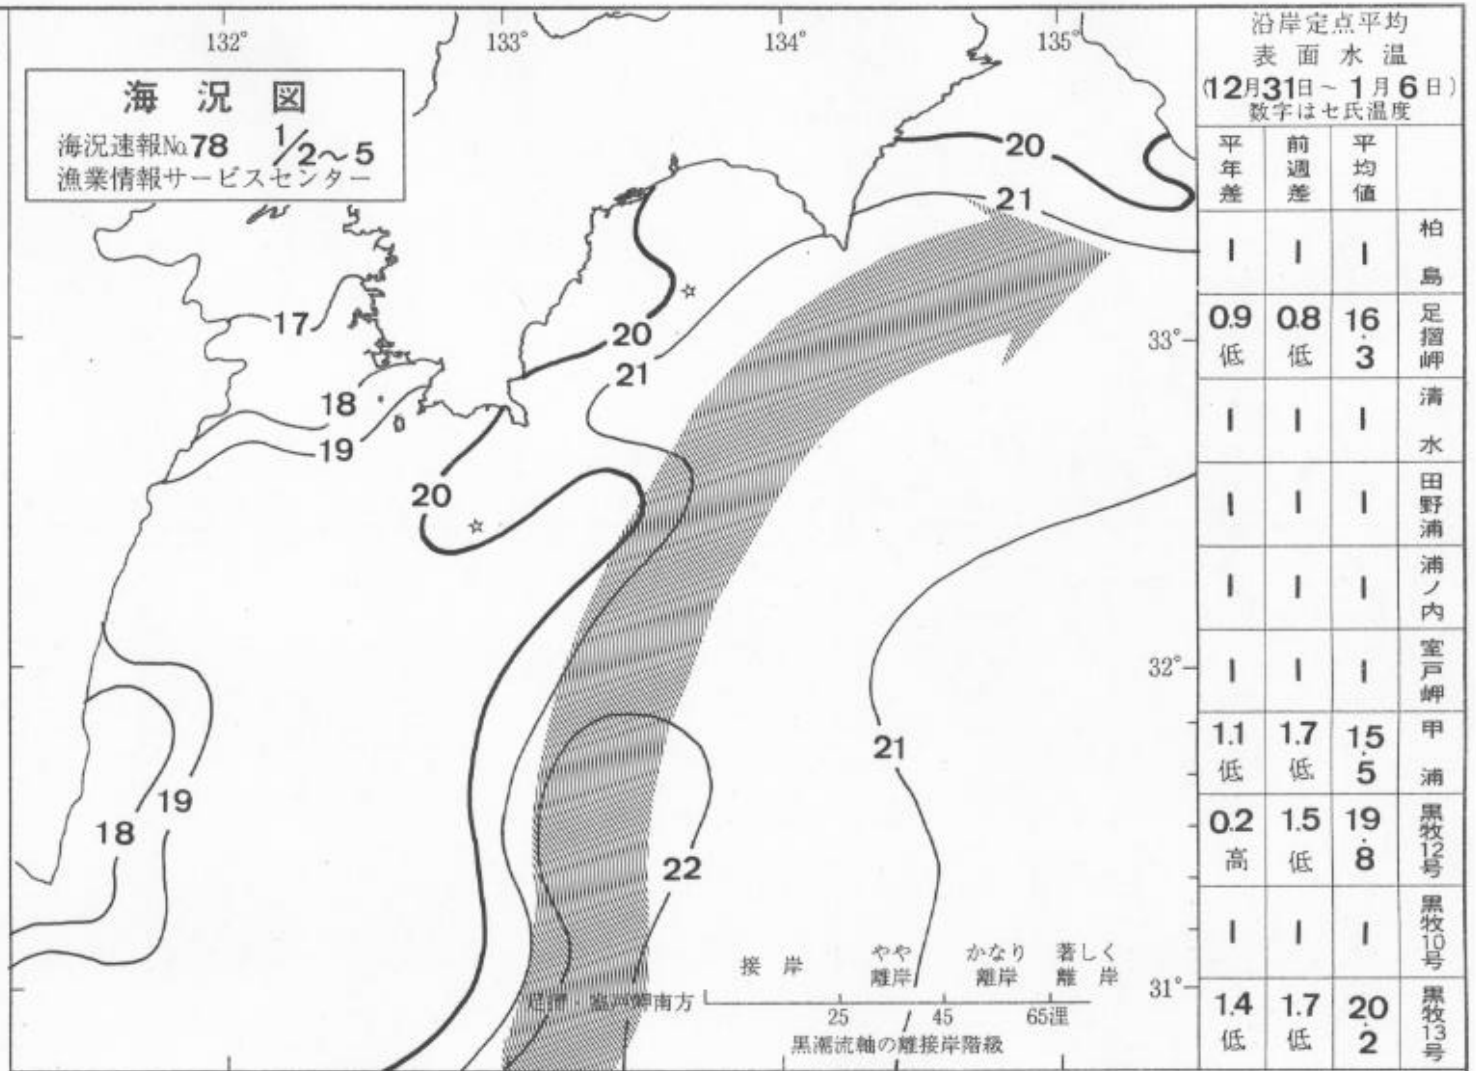 132°
133°
134°
135°
海況図
海況速報No.78 1/2～5
漁業情報サービスセンター
20
21
17
18
19
20
20
21
33°
32°
31°
21
22
19
18
接岸
やや離岸
かなり離岸
著しく離岸
足摺・室戸岬南方
25 45 65浬
黒潮流軸の離接岸階級
沿岸定点平均
表面水温
(12月31日～1月6日)
数字はセ氏温度
平年差 前週差 平均値
- - - 柏島
0.9低 0.8低 16.3 足摺岬
- - - 清水
- - - 田野浦
- - - 浦ノ内
- - - 室戸岬
1.1低 1.7低 15.5 甲浦
0.2高 1.5低 19.8 黒牧12号
- - - 黒牧10号
1.4低 1.7低 20.2 黒牧13号